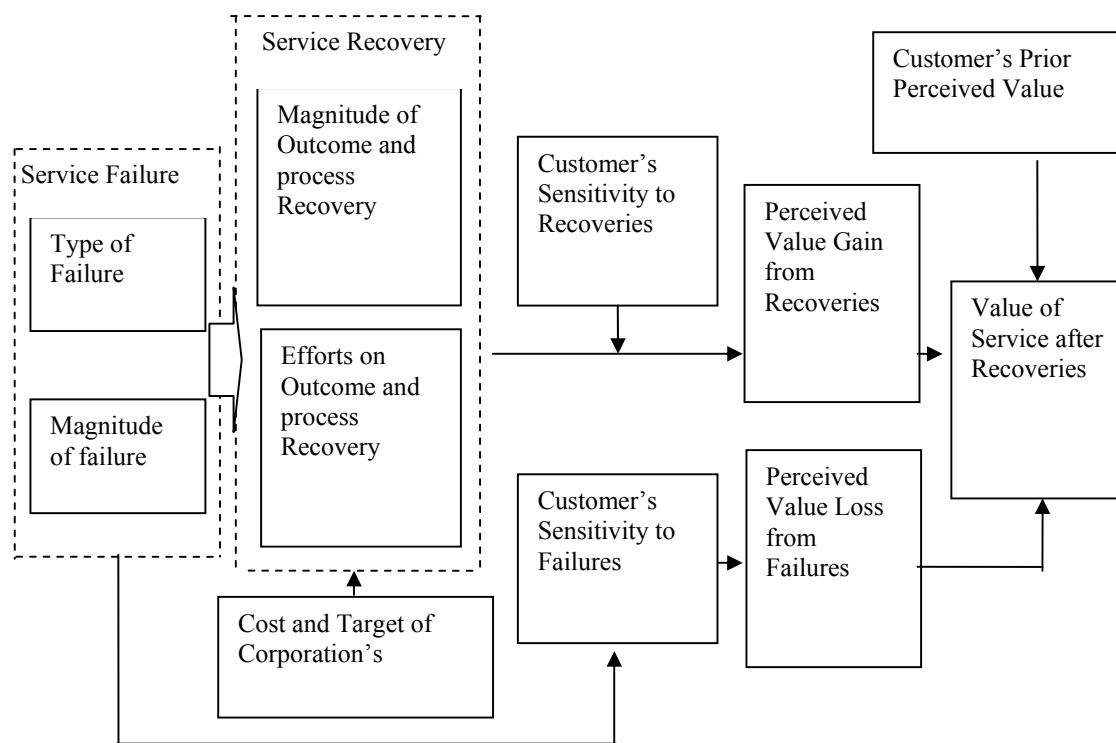 Service Failure
Type of
Failure
Magnitude
of failure
Service Recovery
Magnitude of
Outcome and
process
Recovery
Efforts on
Outcome and
process
Recovery
Cost and Target of
Corporation’s
Customer’s
Sensitivity to
Recoveries
Customer’s
Sensitivity to
Failures
Perceived
Value Gain
from
Recoveries
Perceived
Value Loss
from
Failures
Customer’s Prior
Perceived Value
Value of
Service after
Recoveries